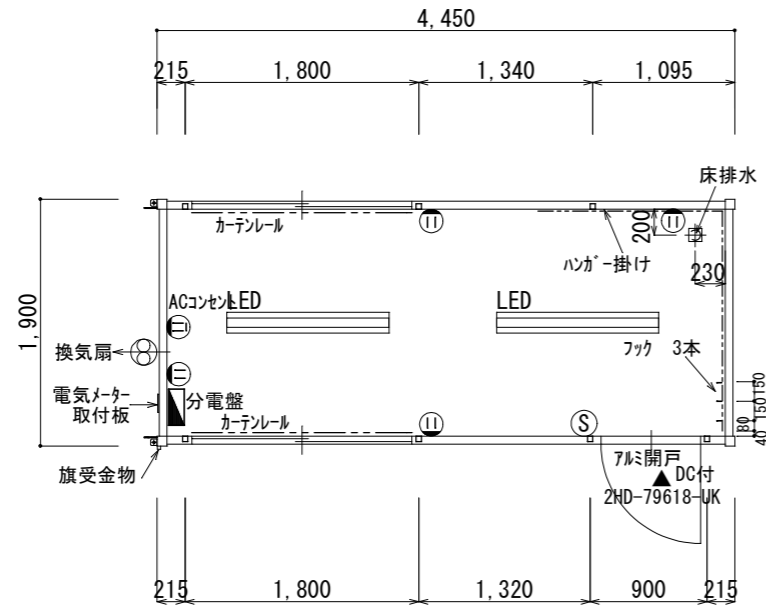 4,450
215
1,800
1,340
1,095
床排水
カーテンレール
200
ハンガー掛け
230
ACコンセント
LED
LED
1,900
フック 3本
換気扇
150
電気メーター
取付板
分電盤
150
カーテンレール
S
80
40
旗受金物
アルミ開戸
DC付
2HD-79618-UK
215
1,800
1,320
900
215